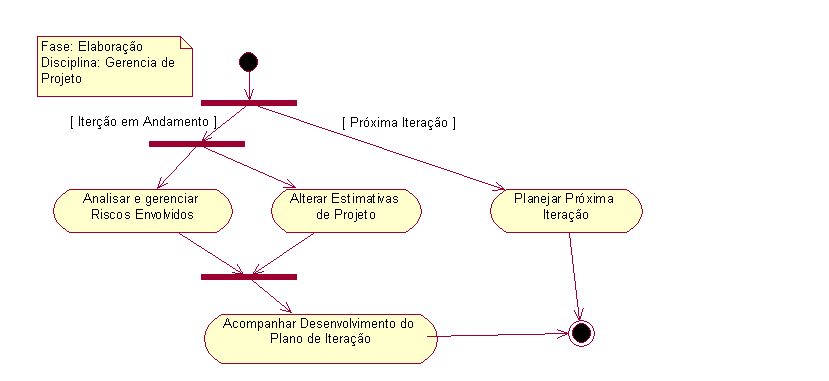 Fase: Elaboração
Disciplina: Gerencia de
Projeto
[ Iterção em Andamento ]
[ Próxima Iteração ]
Analisar e gerenciar
Riscos Envolvidos
Alterar Estimativas
de Projeto
Planejar Próxima
Iteração
Acompanhar Desenvolvimento do
Plano de Iteração